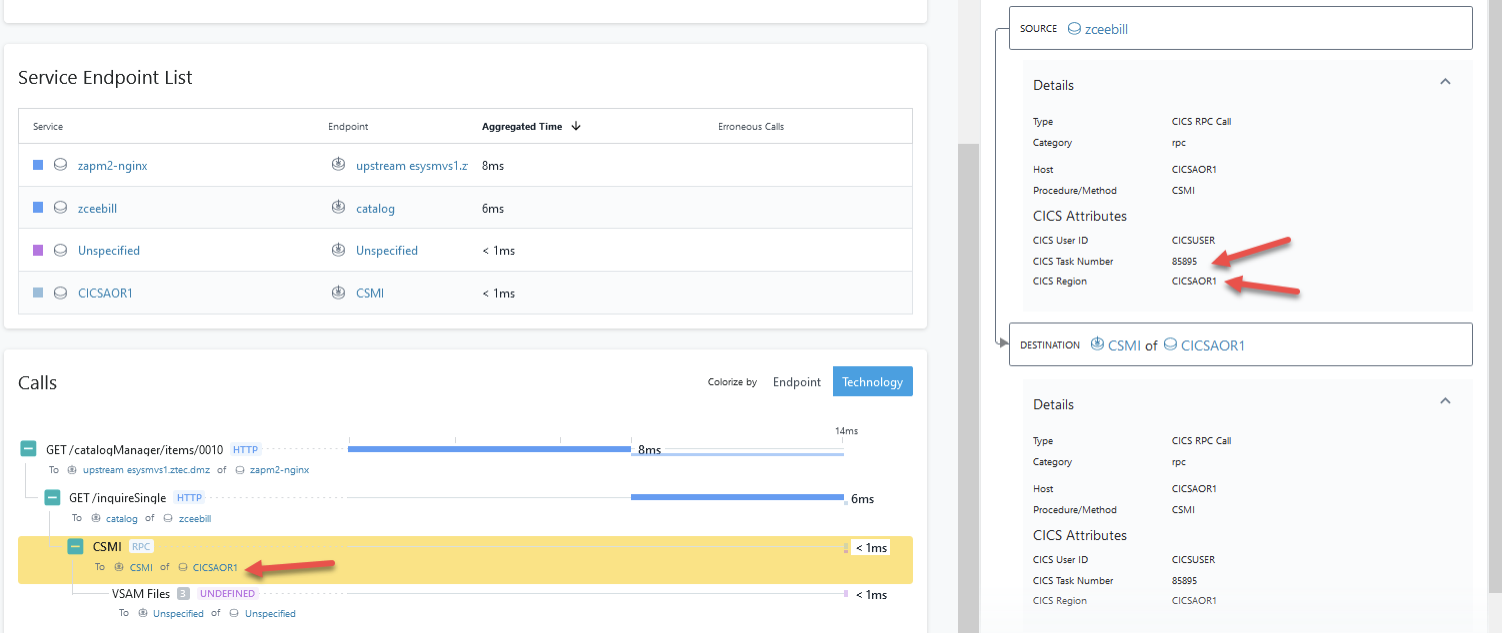 Service Endpoint List
Service Endpoint Aggregated Time Erroneous Calls
zapm2-nginx upstream esysmvs1.z 8ms
zceebill catalog 6ms
Unspecified Unspecified < 1ms
CICSAOR1 CSMI < 1ms
Calls
Colorize by Endpoint Technology
14ms
GET /catalogManager/items/0010 HTTP 8ms
To upstream esysmvs1.ztec.dmz of zapm2-nginx
GET /inquireSingle HTTP 6ms
To catalog of zceebill
CSMI RPC < 1ms
To CSMI of CICSAOR1
VSAM Files 3 UNDEFINED < 1ms
To Unspecified of Unspecified
SOURCE zceebill
Details
Type CICS RPC Call
Category rpc
Host CICSAOR1
Procedure/Method CSMI
CICS Attributes
CICS User ID CICSUSER
CICS Task Number 85895
CICS Region CICSAOR1
DESTINATION CSMI of CICSAOR1
Details
Type CICS RPC Call
Category rpc
Host CICSAOR1
Procedure/Method CSMI
CICS Attributes
CICS User ID CICSUSER
CICS Task Number 85895
CICS Region CICSAOR1